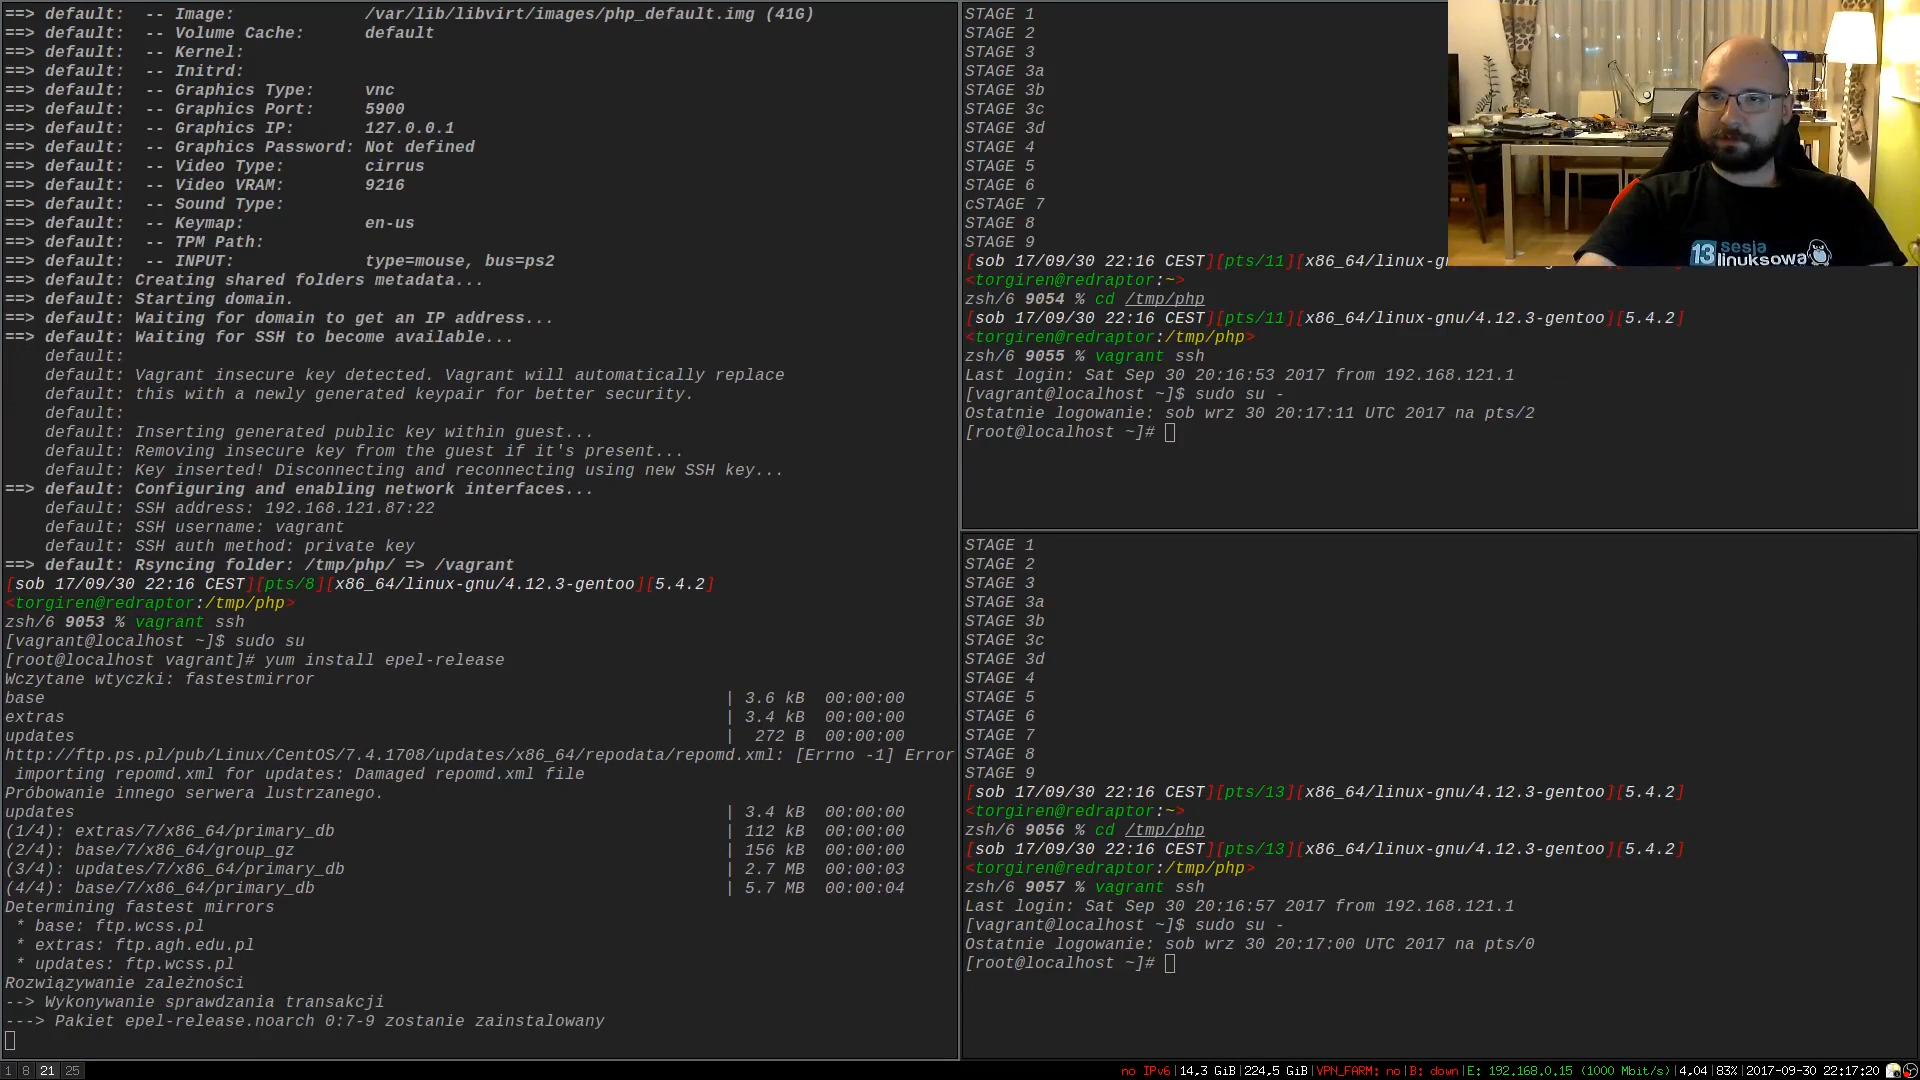 ==> default:  -- Image:            /var/lib/libvirt/images/php_default.img (41G)
==> default:  -- Volume Cache:      default
==> default:  -- Kernel:
==> default:  -- Initrd:
==> default:  -- Graphics Type:     vnc
==> default:  -- Graphics Port:     5900
==> default:  -- Graphics IP:       127.0.0.1
==> default:  -- Graphics Password: Not defined
==> default:  -- Video Type:        cirrus
==> default:  -- Video VRAM:        9216
==> default:  -- Sound Type:
==> default:  -- Keymap:            en-us
==> default:  -- TPM Path:
==> default:  -- INPUT:            type=mouse, bus=ps2
==> default: Creating shared folders metadata...
==> default: Starting domain.
==> default: Waiting for domain to get an IP address...
==> default: Waiting for SSH to become available...
    default:
    default: Vagrant insecure key detected. Vagrant will automatically replace
    default: this with a newly generated keypair for better security.
    default:
    default: Inserting generated public key within guest...
    default: Removing insecure key from the guest if it's present...
    default: Key inserted! Disconnecting and reconnecting using new SSH key...
==> default: Configuring and enabling network interfaces...
    default: SSH address: 192.168.121.87:22
    default: SSH username: vagrant
    default: SSH auth method: private key
==> default: Rsyncing folder: /tmp/php/ => /vagrant
[sob 17/09/30 22:16 CEST][pts/8][x86_64/linux-gnu/4.12.3-gentoo][5.4.2]
<torgiren@redraptor:/tmp/php>
zsh/6 9053 % vagrant ssh
[vagrant@localhost ~]$ sudo su
[root@localhost vagrant]# yum install epel-release
Wczytane wtyczki: fastestmirror
base                                | 3.6 kB  00:00:00
extras                              | 3.4 kB  00:00:00
updates                             |  272 B  00:00:00
http://ftp.ps.pl/pub/Linux/CentOS/7.4.1708/updates/x86_64/repodata/repomd.xml: [Errno -1] Error
 importing repomd.xml for updates: Damaged repomd.xml file
Próbowanie innego serwera lustrzanego.
updates                             | 3.4 kB  00:00:00
(1/4): extras/7/x86_64/primary_db   | 112 kB  00:00:00
(2/4): base/7/x86_64/group_gz       | 156 kB  00:00:00
(3/4): updates/7/x86_64/primary_db  | 2.7 MB  00:00:03
(4/4): base/7/x86_64/primary_db     | 5.7 MB  00:00:04
Determining fastest mirrors
 * base: ftp.wcss.pl
 * extras: ftp.agh.edu.pl
 * updates: ftp.wcss.pl
Rozwiązywanie zależności
--> Wykonywanie sprawdzania transakcji
---> Pakiet epel-release.noarch 0:7-9 zostanie zainstalowany
STAGE 1
STAGE 2
STAGE 3
STAGE 3a
STAGE 3b
STAGE 3c
STAGE 3d
STAGE 4
STAGE 5
STAGE 6
cSTAGE 7
STAGE 8
STAGE 9
[sob 17/09/30 22:16 CEST][pts/11][x86_64/linux-g
<torgiren@redraptor:~>
zsh/6 9054 % cd /tmp/php
[sob 17/09/30 22:16 CEST][pts/11][x86_64/linux-gnu/4.12.3-gentoo][5.4.2]
<torgiren@redraptor:/tmp/php>
zsh/6 9055 % vagrant ssh
Last login: Sat Sep 30 20:16:53 2017 from 192.168.121.1
[vagrant@localhost ~]$ sudo su -
Ostatnie logowanie: sob wrz 30 20:17:11 UTC 2017 na pts/2
[root@localhost ~]#
13 sesja
linuksowa
STAGE 1
STAGE 2
STAGE 3
STAGE 3a
STAGE 3b
STAGE 3c
STAGE 3d
STAGE 4
STAGE 5
STAGE 6
STAGE 7
STAGE 8
STAGE 9
[sob 17/09/30 22:16 CEST][pts/13][x86_64/linux-gnu/4.12.3-gentoo][5.4.2]
<torgiren@redraptor:~>
zsh/6 9056 % cd /tmp/php
[sob 17/09/30 22:16 CEST][pts/13][x86_64/linux-gnu/4.12.3-gentoo][5.4.2]
<torgiren@redraptor:/tmp/php>
zsh/6 9057 % vagrant ssh
Last login: Sat Sep 30 20:16:57 2017 from 192.168.121.1
[vagrant@localhost ~]$ sudo su -
Ostatnie logowanie: sob wrz 30 20:17:00 UTC 2017 na pts/0
[root@localhost ~]#
1 8 21 25
no IPv6|14.3 GiB|224.5 GiB|VPN_FARM: no|B: down|E: 192.168.0.15 (1000 Mbit/s)|4.04|83%|2017-09-30 22:17:20